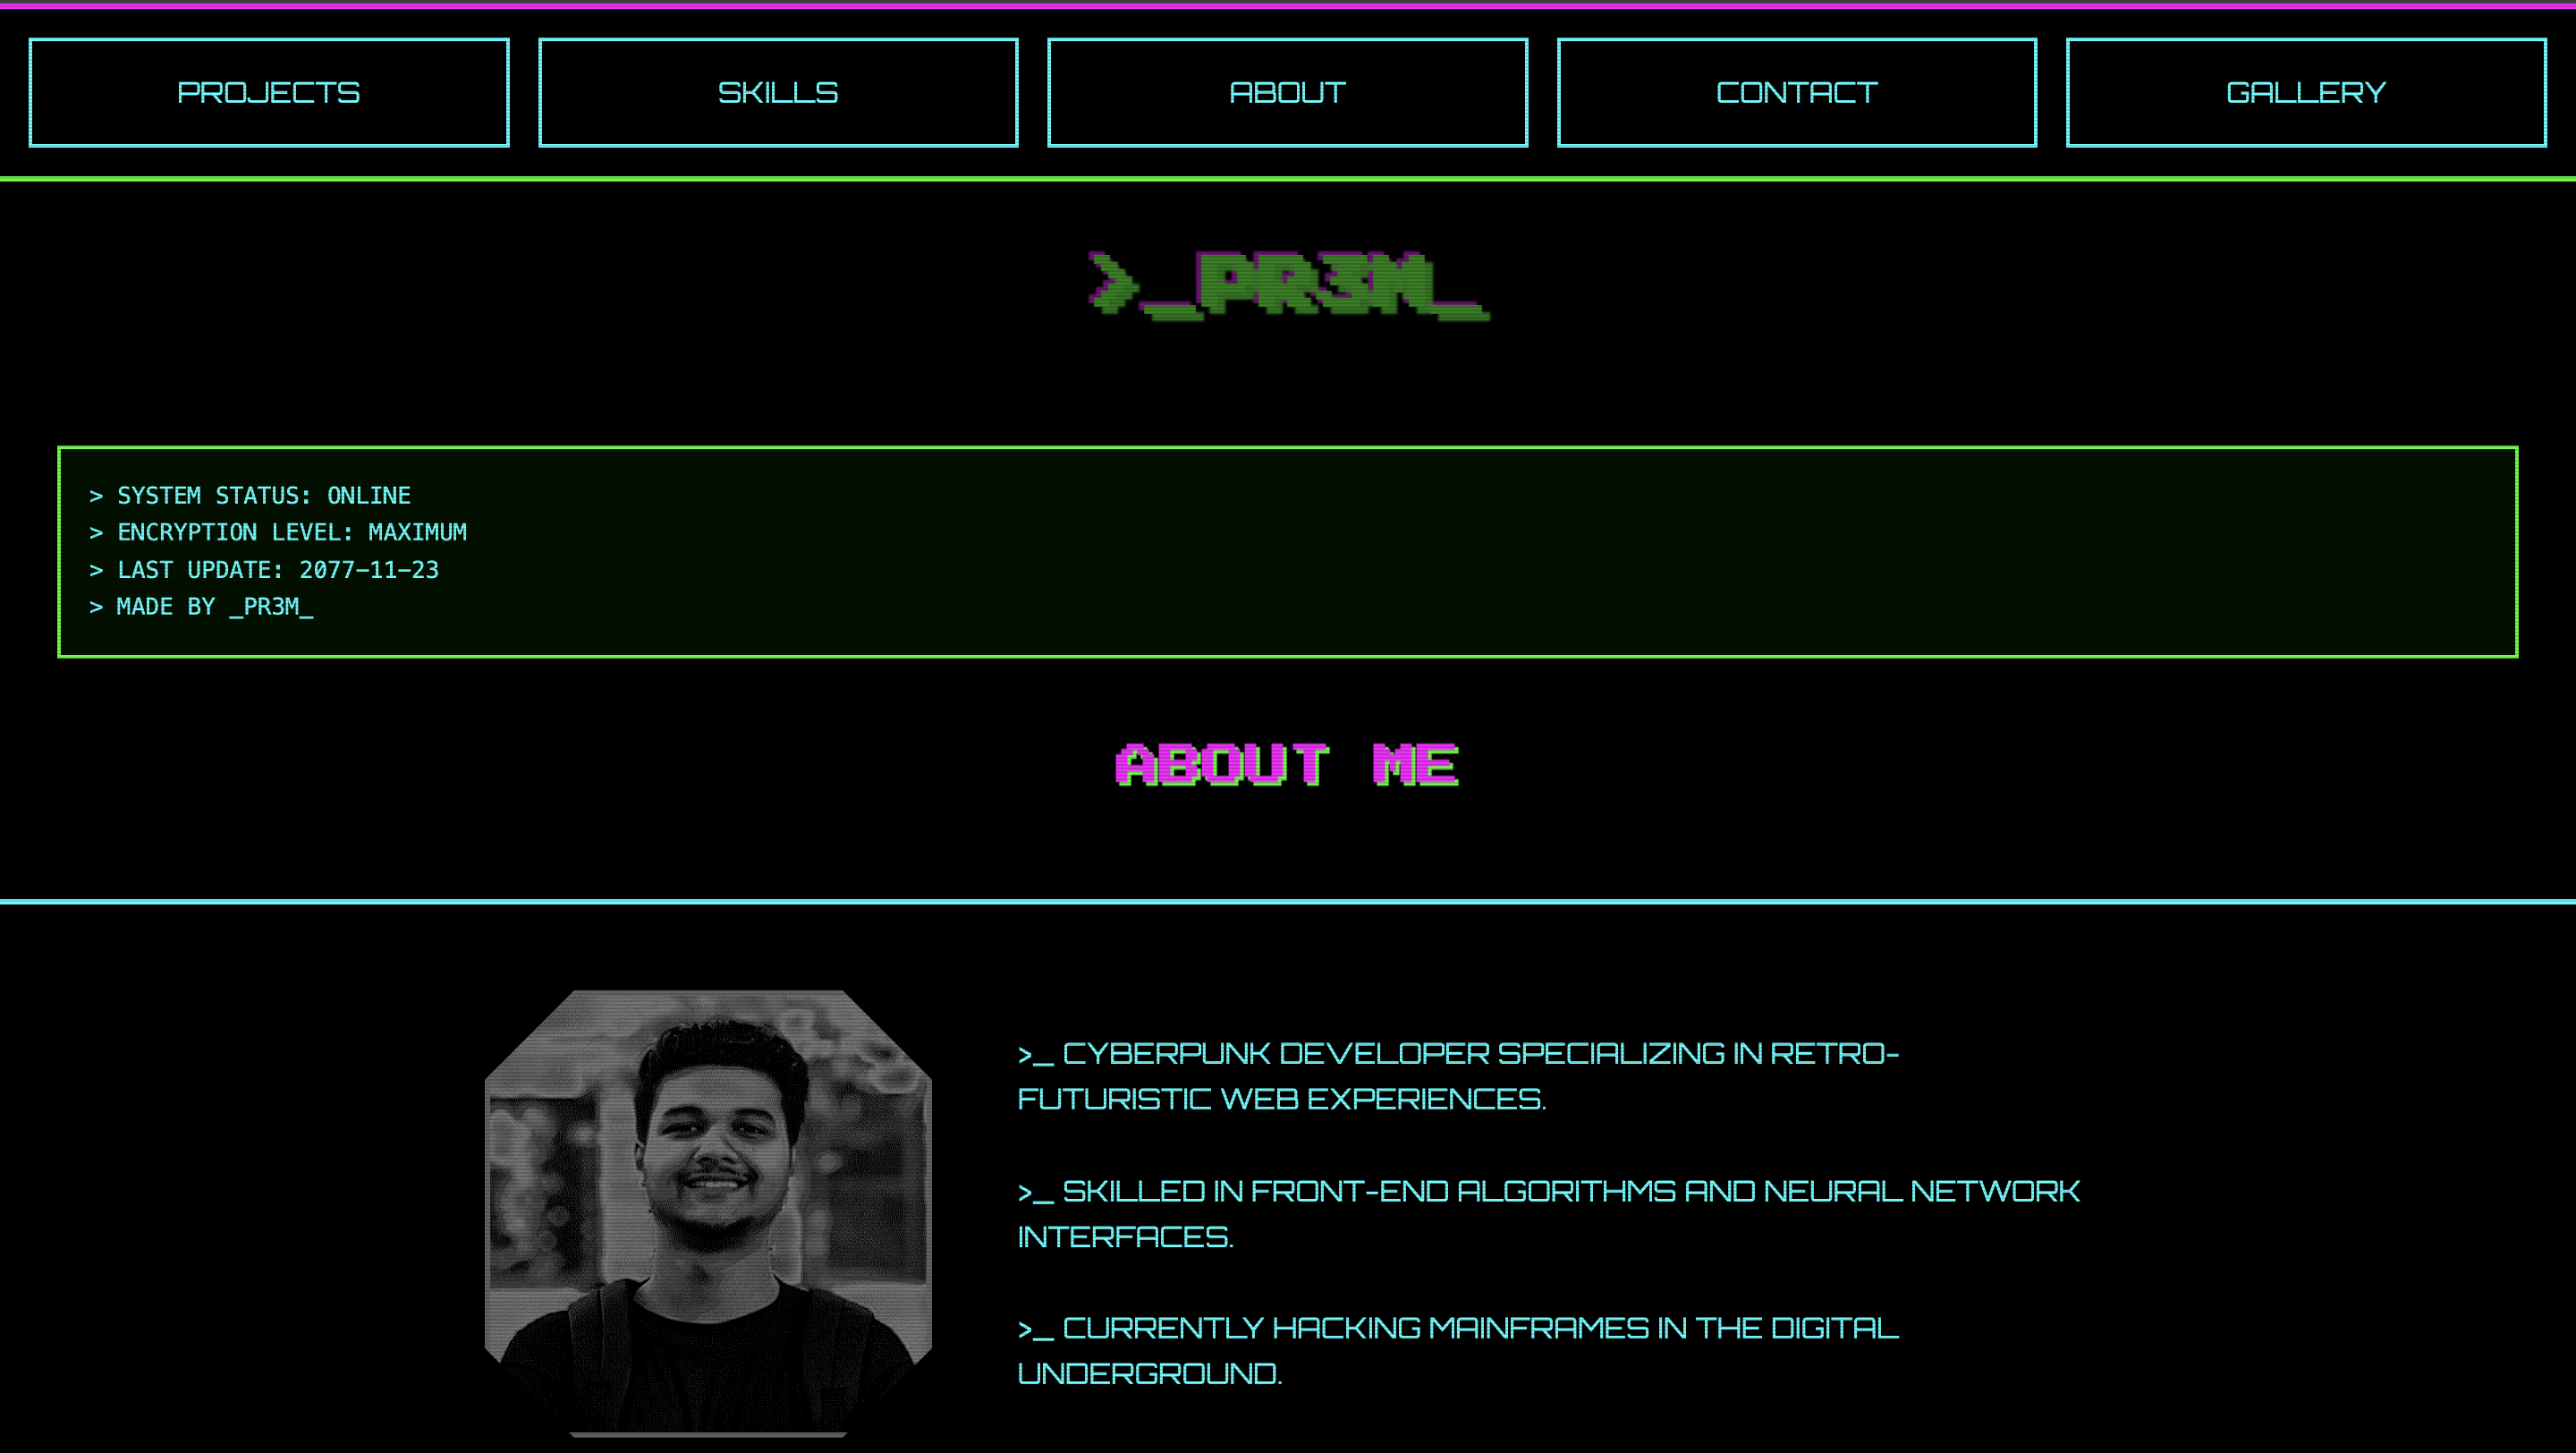 PROJECTS
SKILLS
ABOUT
CONTACT
GALLERY
>_PR3M_
> SYSTEM STATUS: ONLINE
> ENCRYPTION LEVEL: MAXIMUM
> LAST UPDATE: 2077-11-23
> MADE BY _PR3M_
ABOUT ME
>_ CYBERPUNK DEVELOPER SPECIALIZING IN RETRO-
FUTURISTIC WEB EXPERIENCES.
>_ SKILLED IN FRONT-END ALGORITHMS AND NEURAL NETWORK
INTERFACES.
>_ CURRENTLY HACKING MAINFRAMES IN THE DIGITAL
UNDERGROUND.